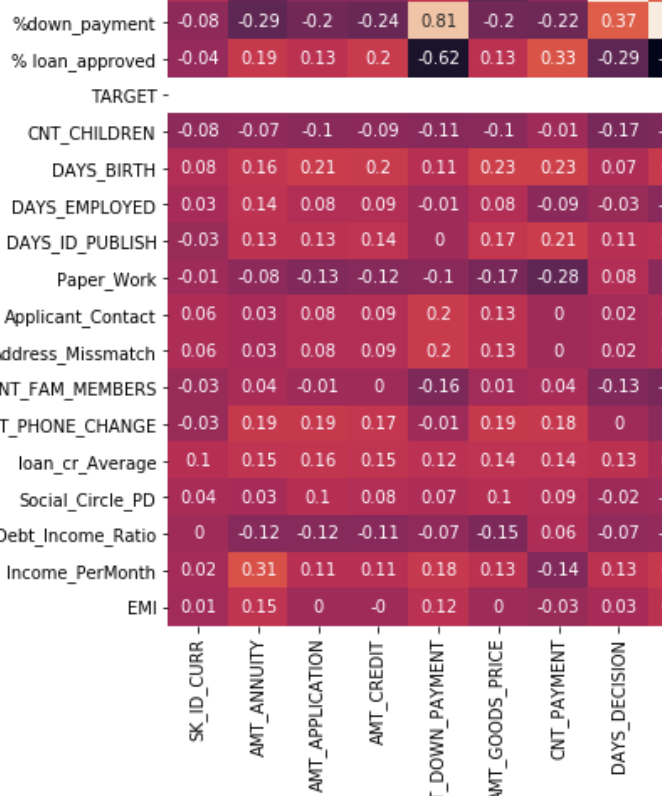 %down_payment -0.08 -0.29 -0.2 -0.24 0.81 -0.2 -0.22 0.37
% loan_approved -0.04 0.19 0.13 0.2 -0.62 0.13 0.33 -0.29
TARGET
CNT_CHILDREN -0.08 -0.07 -0.1 -0.09 -0.11 -0.1 -0.01 -0.17
DAYS_BIRTH 0.08 0.16 0.21 0.2 0.11 0.23 0.23 0.07
DAYS_EMPLOYED 0.03 0.14 0.08 0.09 -0.01 0.08 -0.09 -0.03
DAYS_ID_PUBLISH -0.03 0.13 0.13 0.14 0 0.17 0.21 0.11
Paper_Work -0.01 -0.08 -0.13 -0.12 -0.1 -0.17 -0.28 0.08
Applicant_Contact 0.06 0.03 0.08 0.09 0.2 0.13 0 0.02
ddress_Missmatch 0.06 0.03 0.08 0.09 0.2 0.13 0 0.02
NT_FAM_MEMBERS -0.03 0.04 -0.01 0 -0.16 0.01 0.04 -0.13
T_PHONE_CHANGE -0.03 0.19 0.19 0.17 -0.01 0.19 0.18 0
loan_cr_Average 0.1 0.15 0.16 0.15 0.12 0.14 0.14 0.13
Social_Circle_PD 0.04 0.03 0.1 0.08 0.07 0.1 0.09 -0.02
Debt_Income_Ratio 0 -0.12 -0.12 -0.11 -0.07 -0.15 0.06 -0.07
Income_PerMonth 0.02 0.31 0.11 0.11 0.18 0.13 -0.14 0.13
EMI 0.01 0.15 0 -0 0.12 0 -0.03 0.03
SK_ID_CURR
AMT_ANNUITY
AMT_APPLICATION
AMT_CREDIT
T_DOWN_PAYMENT
AMT_GOODS_PRICE
CNT_PAYMENT
DAYS_DECISION